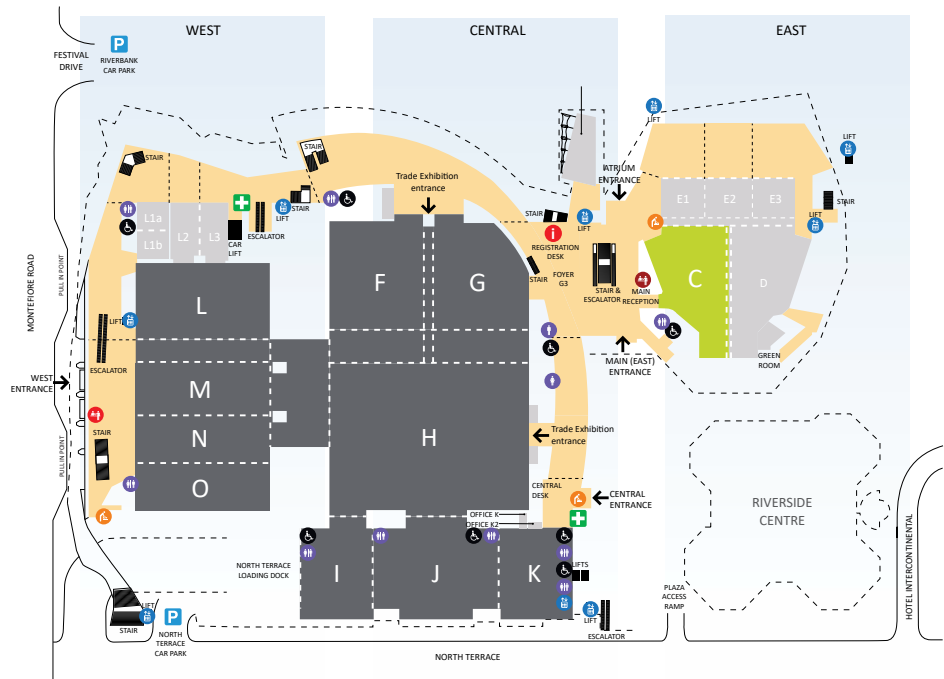 WEST
CENTRAL
EAST
FESTIVAL
DRIVE
P
RIVERBANK
CAR PARK
LIFT
LIFT
STAIR
STAIR
Trade Exhibition
entrance
ATRIUM
ENTRANCE
L1a
L1b
L2
L3
CAR
LIFT
ESCALATOR
LIFT
STAIR
STAIR
i
REGISTRATION
DESK
LIFT
E1
E2
E3
LIFT
STAIR
MONTEFIORE ROAD
PULL IN POINT
L
F
G
STAIR
FOYER
G3
STAIR &
ESCALATOR
MAIN
RECEPTION
C
D
LIFT
ESCALATOR
MAIN (EAST)
ENTRANCE
GREEN
ROOM
WEST
ENTRANCE
M
N
O
H
STAIR
PULL IN POINT
Trade Exhibition
entrance
CENTRAL
DESK
CENTRAL
ENTRANCE
OFFICE K
OFFICE K2
RIVERSIDE
CENTRE
HOTEL INTERCONTINENTAL
NORTH TERRACE
LOADING DOCK
I
J
K
LIFTS
PLAZA
ACCESS
RAMP
LIFT
STAIR
P
NORTH
TERRACE
CAR PARK
LIFT
ESCALATOR
NORTH TERRACE